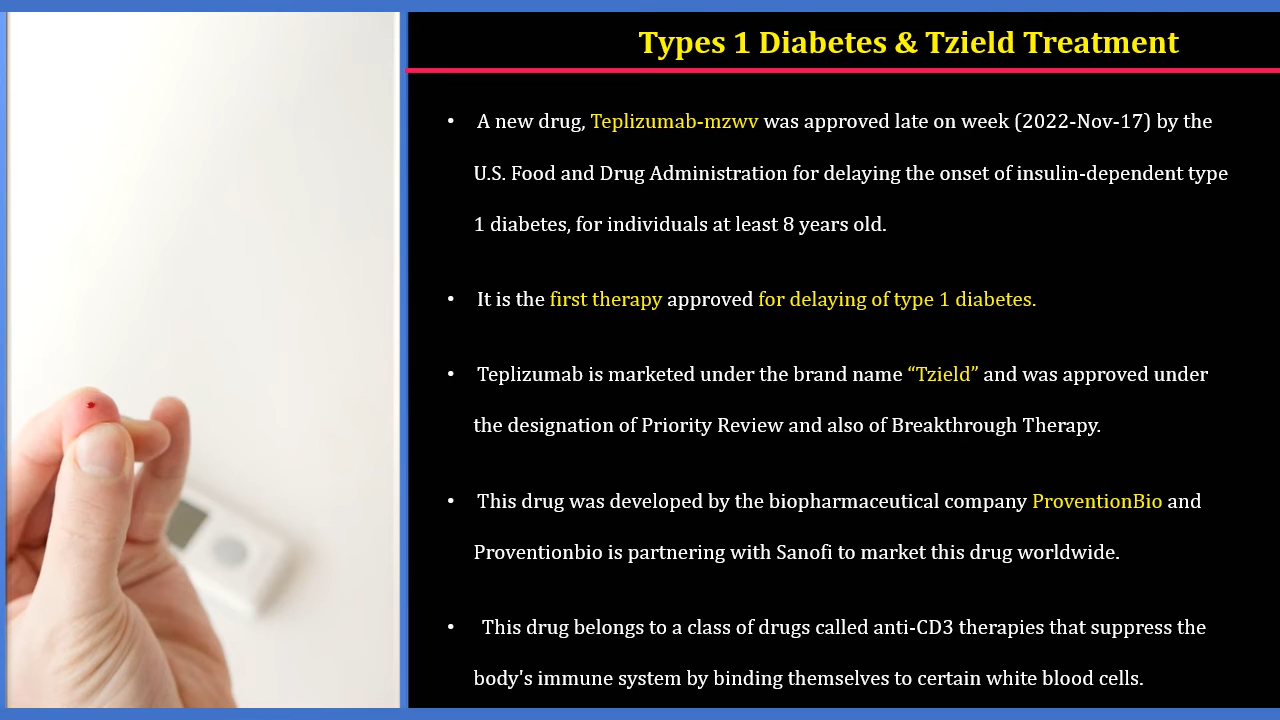 Types 1 Diabetes & Tzield Treatment
• A new drug, Teplizumab-mzwv was approved late on week (2022-Nov-17) by the
U.S. Food and Drug Administration for delaying the onset of insulin-dependent type
1 diabetes, for individuals at least 8 years old.
• It is the first therapy approved for delaying of type 1 diabetes.
• Teplizumab is marketed under the brand name “Tzield” and was approved under
the designation of Priority Review and also of Breakthrough Therapy.
• This drug was developed by the biopharmaceutical company ProventionBio and
Proventionbio is partnering with Sanofi to market this drug worldwide.
• This drug belongs to a class of drugs called anti-CD3 therapies that suppress the
body's immune system by binding themselves to certain white blood cells.